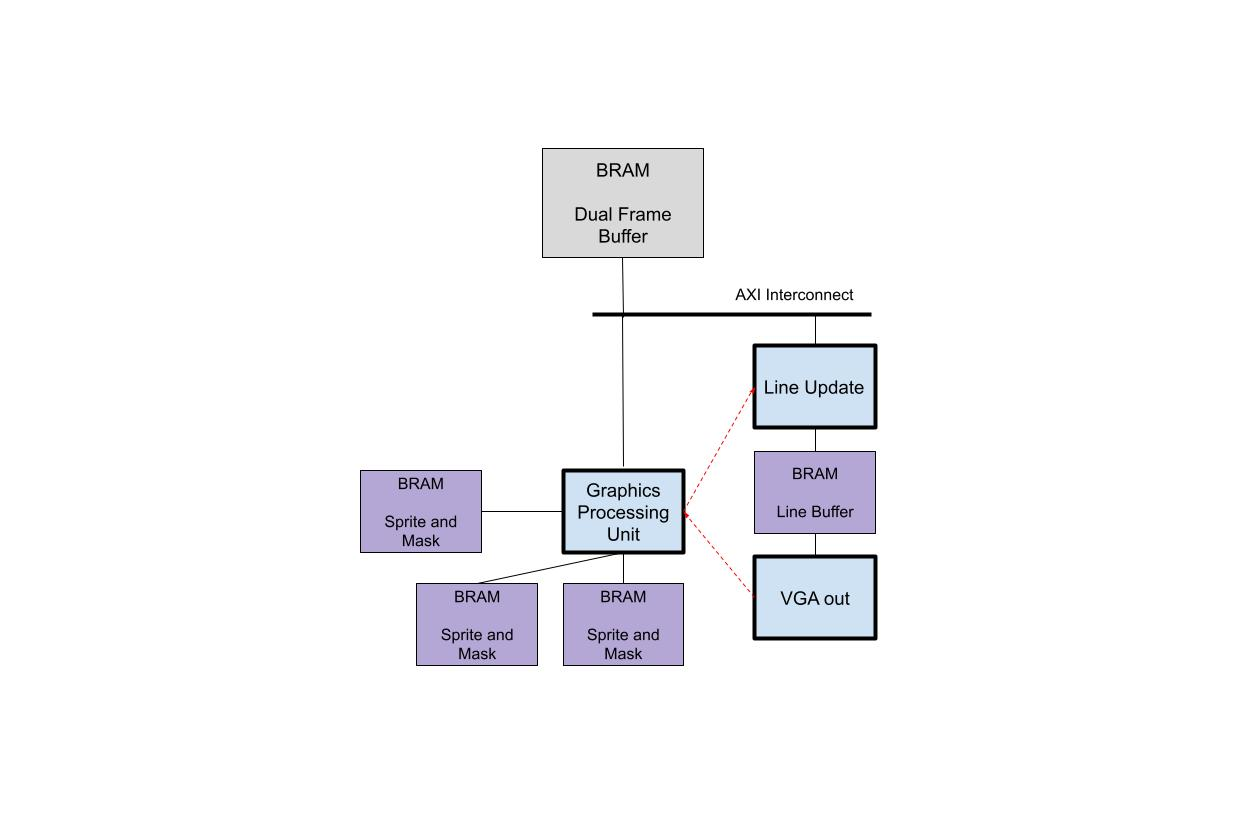 BRAM
Dual Frame
Buffer
AXI Interconnect
Line Update
BRAM
Line Buffer
VGA out
Graphics
Processing
Unit
BRAM
Sprite and
Mask
BRAM
Sprite and
Mask
BRAM
Sprite and
Mask